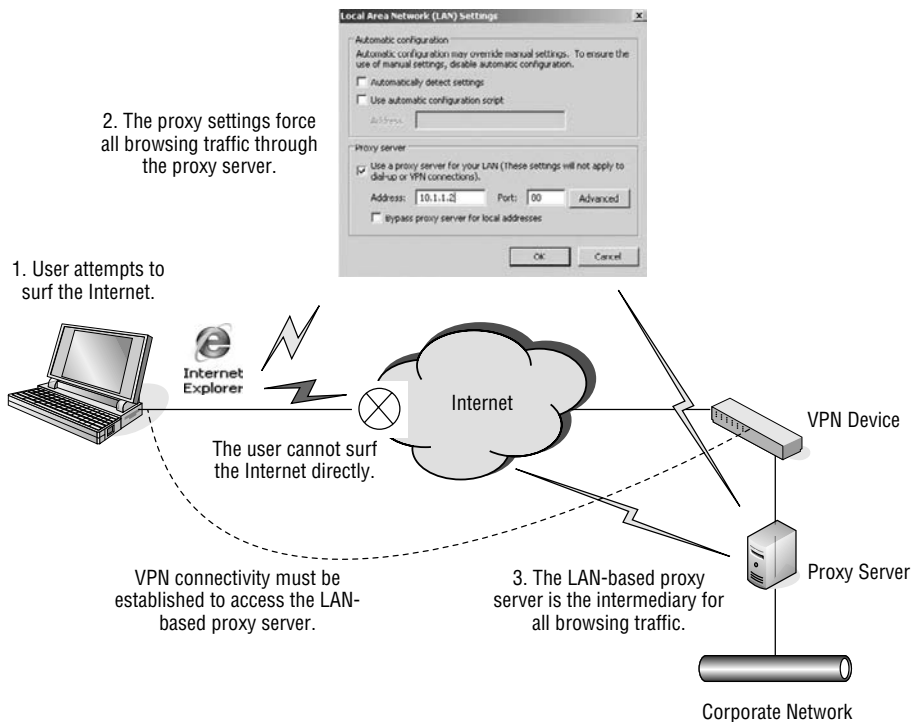 Local Area Network (LAN) Settings
Automatic configuration
Automatic configuration may override manual settings. To ensure the
use of manual settings, disable automatic configuration.
Automatically detect settings
Use automatic configuration script
Address:
Proxy server
Use a proxy server for your LAN (These settings will not apply to
dial-up or VPN connections).
Address: 10.1.1.2 Port: 80 Advanced
Bypass proxy server for local addresses
OK Cancel
2. The proxy settings force
all browsing traffic through
the proxy server.
1. User attempts to
surf the Internet.
Internet
Explorer
Internet
The user cannot surf
the Internet directly.
VPN Device
VPN connectivity must be
established to access the LAN-
based proxy server.
3. The LAN-based proxy
server is the intermediary for
all browsing traffic.
Proxy Server
Corporate Network